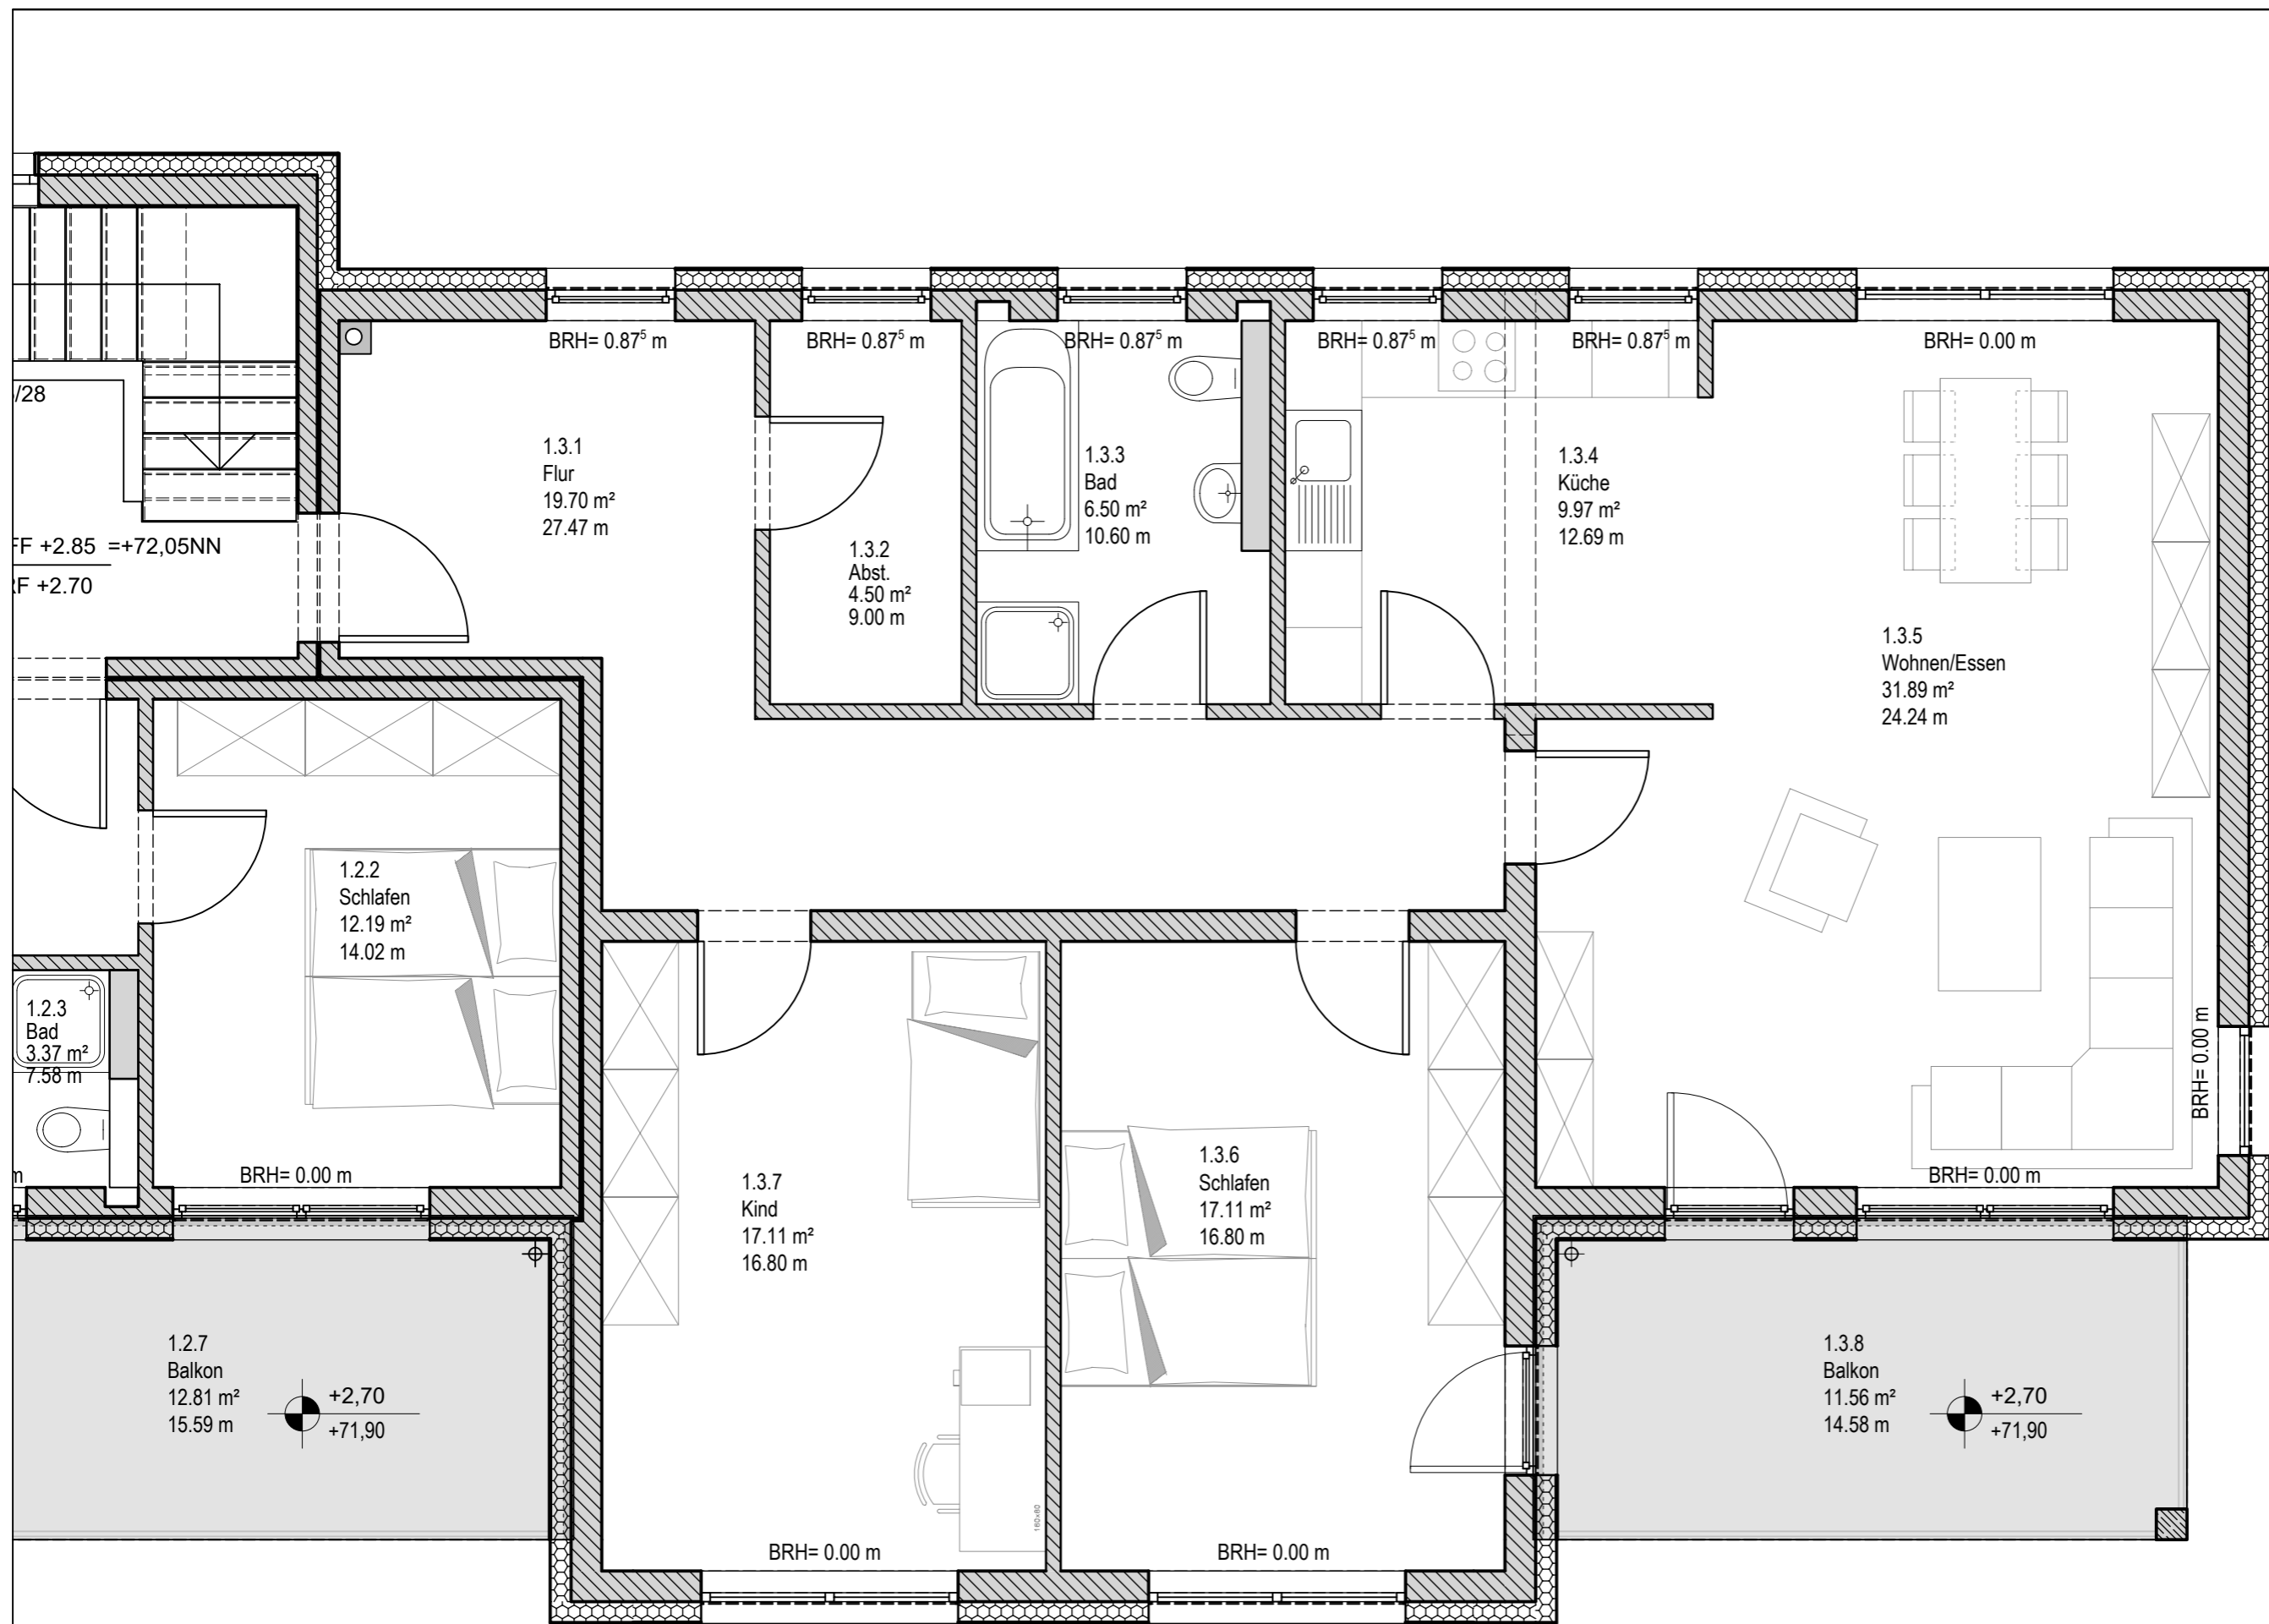 BRH= 0.87⁵ m
BRH= 0.87⁵ m
BRH= 0.87⁵ m
BRH= 0.87⁵ m
BRH= 0.87⁵ m
BRH= 0.00 m
/28
FF +2.85 =+72,05NN
RF +2.70
1.3.1
Flur
19.70 m²
27.47 m
1.3.2
Abst.
4.50 m²
9.00 m
1.3.3
Bad
6.50 m²
10.60 m
1.3.4
Küche
9.97 m²
12.69 m
1.3.5
Wohnen/Essen
31.89 m²
24.24 m
1.2.2
Schlafen
12.19 m²
14.02 m
1.2.3
Bad
3.37 m²
7.58 m
m
BRH= 0.00 m
1.3.7
Kind
17.11 m²
16.80 m
1.3.6
Schlafen
17.11 m²
16.80 m
BRH= 0.00 m
BRH= 0.00 m
1.2.7
Balkon
12.81 m²
15.59 m
+2,70
+71,90
1.3.8
Balkon
11.56 m²
14.58 m
+2,70
+71,90
160x80
BRH= 0.00 m
BRH= 0.00 m